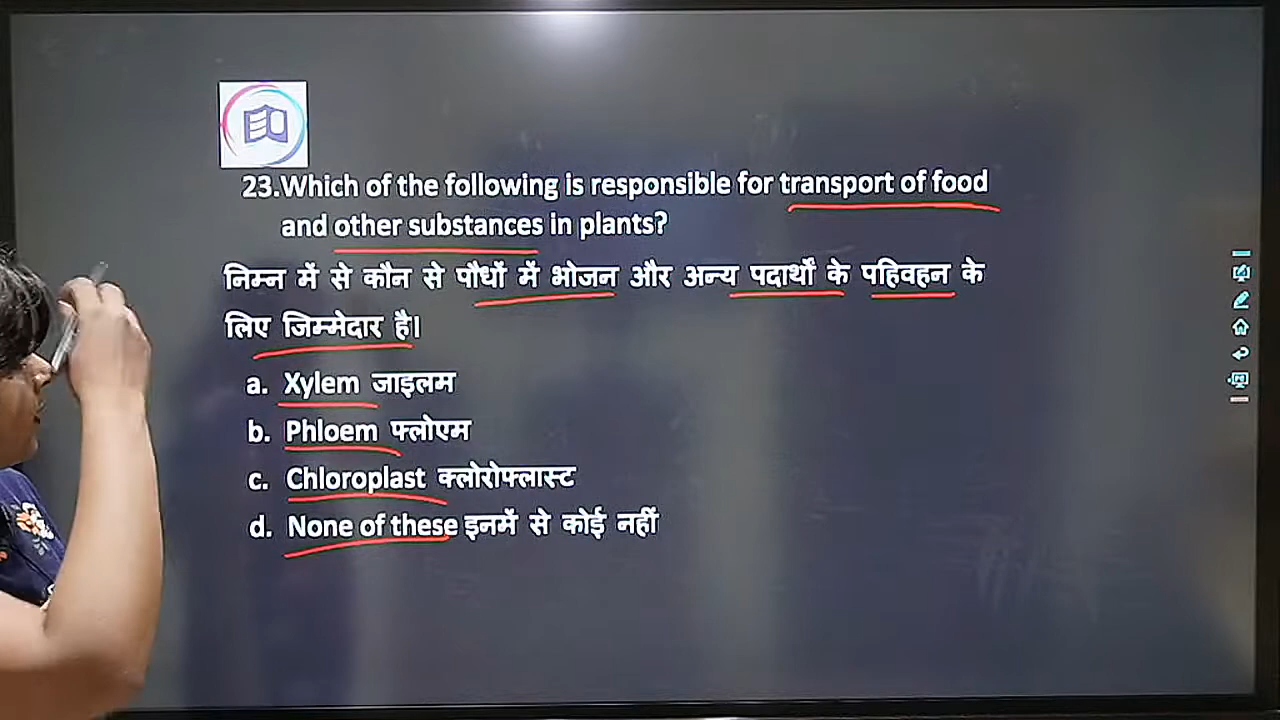 23.Which of the following is responsible for transport of food
and other substances in plants?
निम्न में से कौन से पौधों में भोजन और अन्य पदार्थों के पहिवहन के
लिए जिम्मेदार है।
a. Xylem जाइलम
b. Phloem फ्लोएम
c. Chloroplast क्लोरोफ्लास्ट
d. None of these इनमें से कोई नहीं